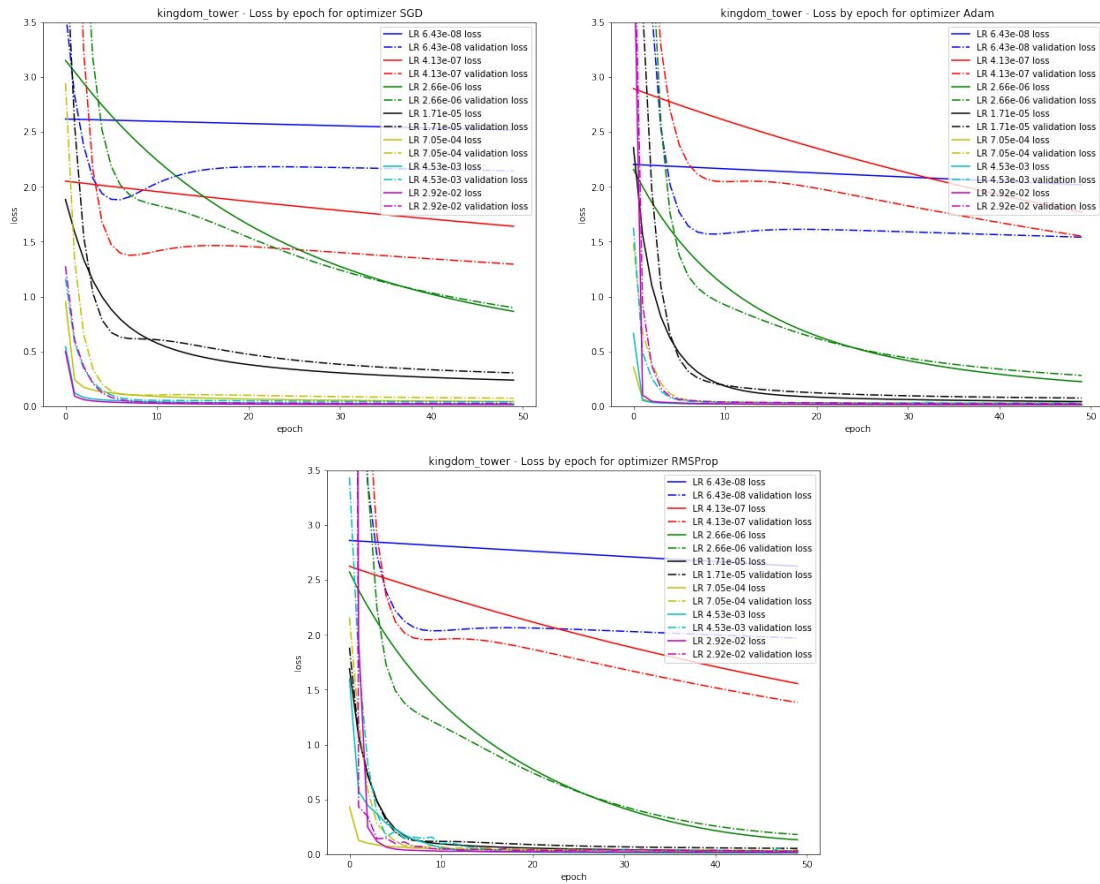 kingdom_tower - Loss by epoch for optimizer SGD
3.5
3.0
2.5
2.0
1.5
1.0
0.5
0.0
loss
0
10
20
30
40
50
epoch
LR 6.43e-08 loss
LR 6.43e-08 validation loss
LR 4.13e-07 loss
LR 4.13e-07 validation loss
LR 2.66e-06 loss
LR 2.66e-06 validation loss
LR 1.71e-05 loss
LR 1.71e-05 validation loss
LR 7.05e-04 loss
LR 7.05e-04 validation loss
LR 4.53e-03 loss
LR 4.53e-03 validation loss
LR 2.92e-02 loss
LR 2.92e-02 validation loss
kingdom_tower - Loss by epoch for optimizer Adam
3.5
3.0
2.5
2.0
1.5
1.0
0.5
0.0
loss
0
10
20
30
40
50
epoch
LR 6.43e-08 loss
LR 6.43e-08 validation loss
LR 4.13e-07 loss
LR 4.13e-07 validation loss
LR 2.66e-06 loss
LR 2.66e-06 validation loss
LR 1.71e-05 loss
LR 1.71e-05 validation loss
LR 7.05e-04 loss
LR 7.05e-04 validation loss
LR 4.53e-03 loss
LR 4.53e-03 validation loss
LR 2.92e-02 loss
LR 2.92e-02 validation loss
kingdom_tower - Loss by epoch for optimizer RMSProp
3.5
3.0
2.5
2.0
1.5
1.0
0.5
0.0
loss
0
10
20
30
40
50
epoch
LR 6.43e-08 loss
LR 6.43e-08 validation loss
LR 4.13e-07 loss
LR 4.13e-07 validation loss
LR 2.66e-06 loss
LR 2.66e-06 validation loss
LR 1.71e-05 loss
LR 1.71e-05 validation loss
LR 7.05e-04 loss
LR 7.05e-04 validation loss
LR 4.53e-03 loss
LR 4.53e-03 validation loss
LR 2.92e-02 loss
LR 2.92e-02 validation loss